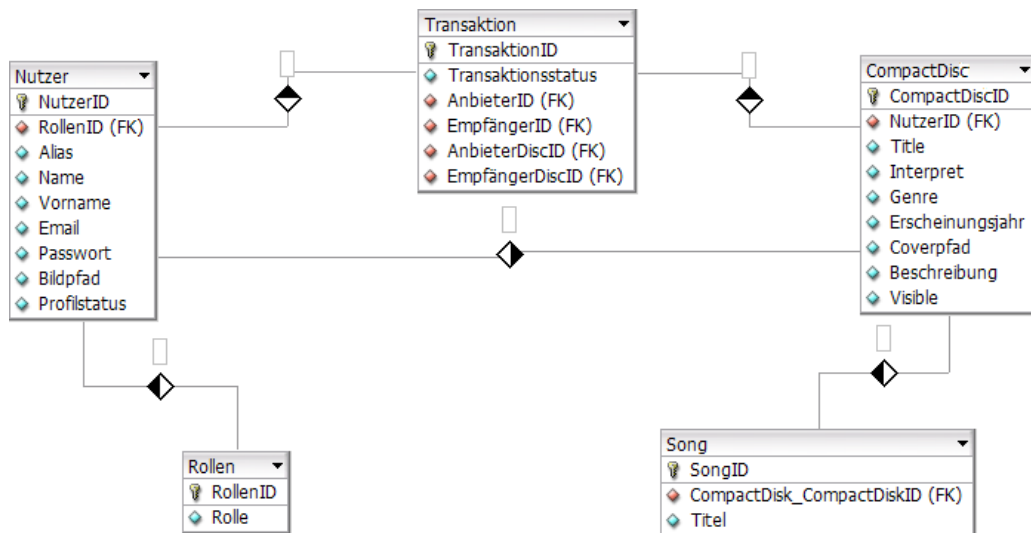 Transaktion
TransaktionID
Transaktionsstatus
AnbieterID (FK)
EmpfängerID (FK)
AnbieterDiscID (FK)
EmpfängerDiscID (FK)
Nutzer
NutzerID
RollenID (FK)
Alias
Name
Vorname
Email
Passwort
Bildpfad
Profilstatus
CompactDisc
CompactDiscID
NutzerID (FK)
Title
Interpret
Genre
Erscheinungsjahr
Coverpfad
Beschreibung
Visible
Rollen
RollenID
Rolle
Song
SongID
CompactDisk_CompactDiskID (FK)
Titel